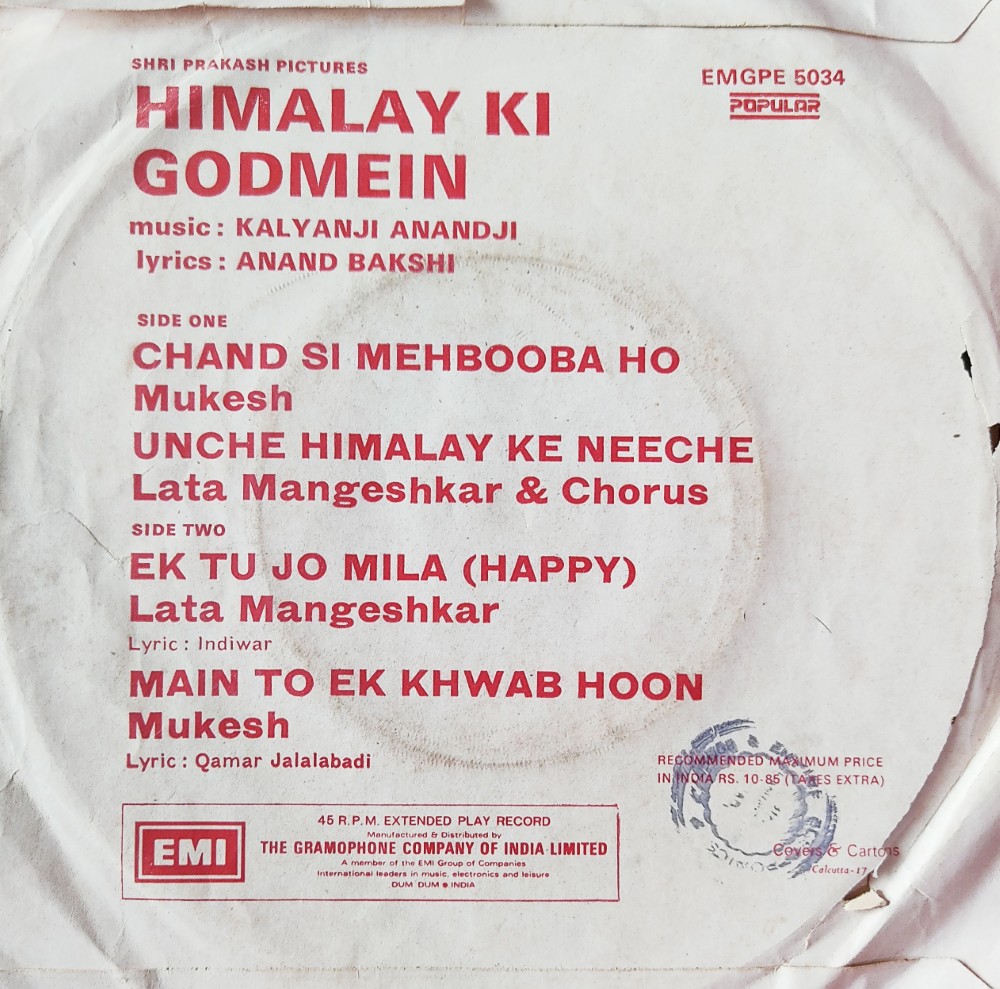 SHRI PRAKASH PICTURES
EMGPE 5034
POPULAR
HIMALAY KI
GODMEIN
music : KALYANJI ANANDJI
lyrics : ANAND BAKSHI
SIDE ONE
CHAND SI MEHBOOBA HO
Mukesh
UNCHE HIMALAY KE NEECHE
Lata Mangeshkar & Chorus
SIDE TWO
EK TU JO MILA (HAPPY)
Lata Mangeshkar
Lyric : Indiwar
MAIN TO EK KHWAB HOON
Mukesh
Lyric : Qamar Jalalabadi
RECOMMENDED MAXIMUM PRICE
IN INDIA RS. 10-85 (TAXES EXTRA)
EMI
45 R.P.M. EXTENDED PLAY RECORD
Manufactured & Distributed by
THE GRAMOPHONE COMPANY OF INDIA LIMITED
A member of the EMI Group of Companies
International leaders in music, electronics and leisure
DUM DUM ● INDIA
Covers & Cartons
Calcutta-17